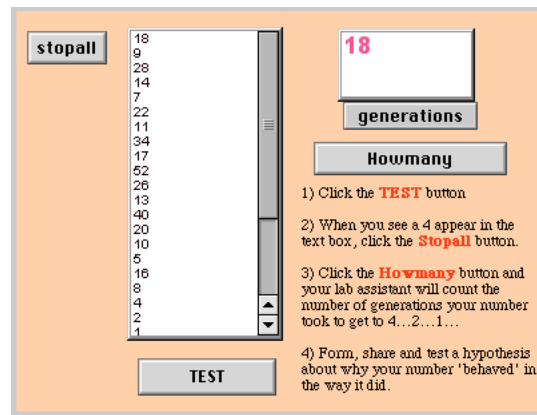 stopall
18
9
28
14
7
22
11
34
17
52
26
13
40
20
10
5
16
8
4
2
1
TEST
18
generations
Howmany
1) Click the TEST button
2) When you see a 4 appear in the
text box, click the Stopall button.
3) Click the Howmany button and
your lab assistant will count the
number of generations your number
took to get to 4...2...1...
4) Form, share and test a hypothesis
about why your number 'behaved' in
the way it did.